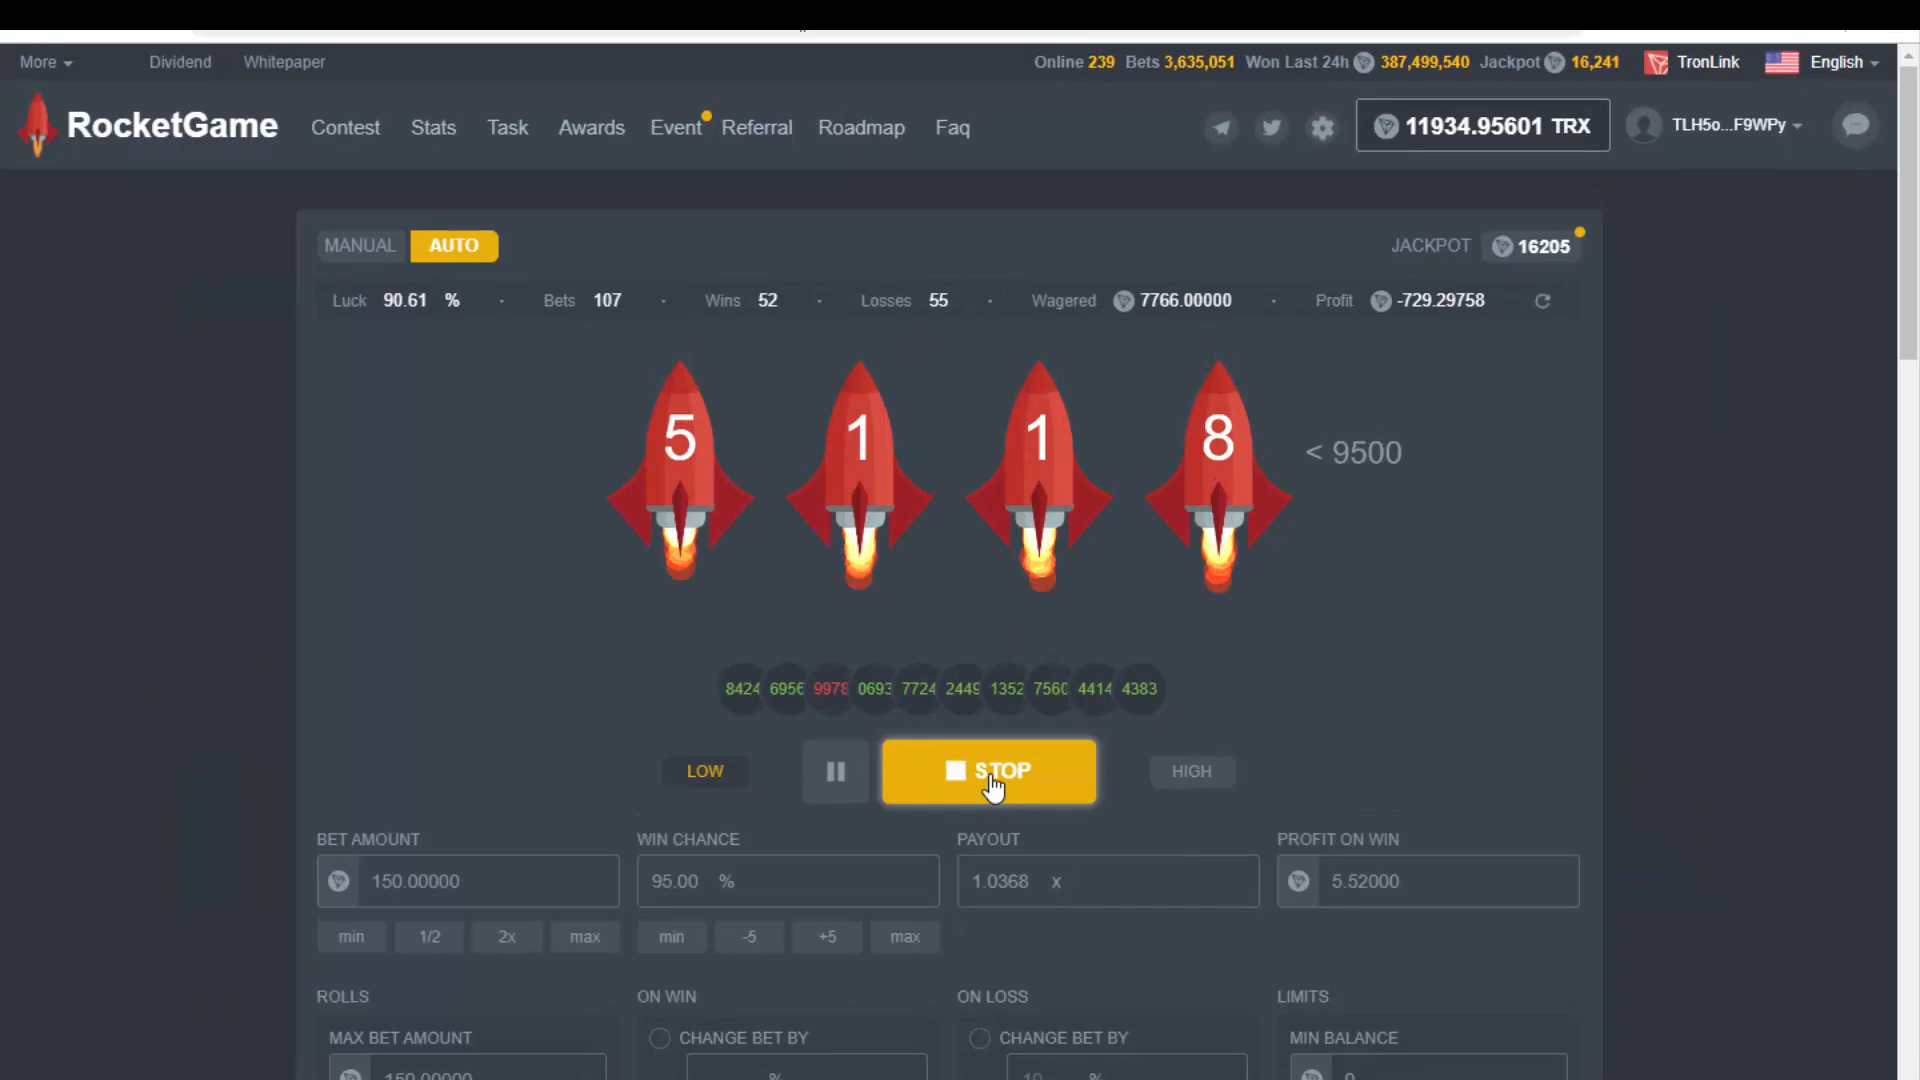 More Dividend Whitepaper Online 239 Bets 3,635,051 Won Last 24h 387,499,540 Jackpot 16,241 TronLink English
RocketGame Contest Stats Task Awards Event Referral Roadmap Faq 11934.95601 TRX TLH5o...F9WPy
MANUAL AUTO JACKPOT 16205
Luck 90.61 % · Bets 107 · Wins 52 · Losses 55 · Wagered 7766.00000 · Profit -729.29758
5 1 1 8 < 9500
8424 6956 9978 0693 7724 2449 1352 7560 4414 4383
LOW STOP HIGH
BET AMOUNT WIN CHANCE PAYOUT PROFIT ON WIN
150.00000 95.00 % 1.0368 x 5.52000
min 1/2 2x max min -5 +5 max
ROLLS ON WIN ON LOSS LIMITS
MAX BET AMOUNT CHANGE BET BY CHANGE BET BY MIN BALANCE
150.00000 % 10 % 0